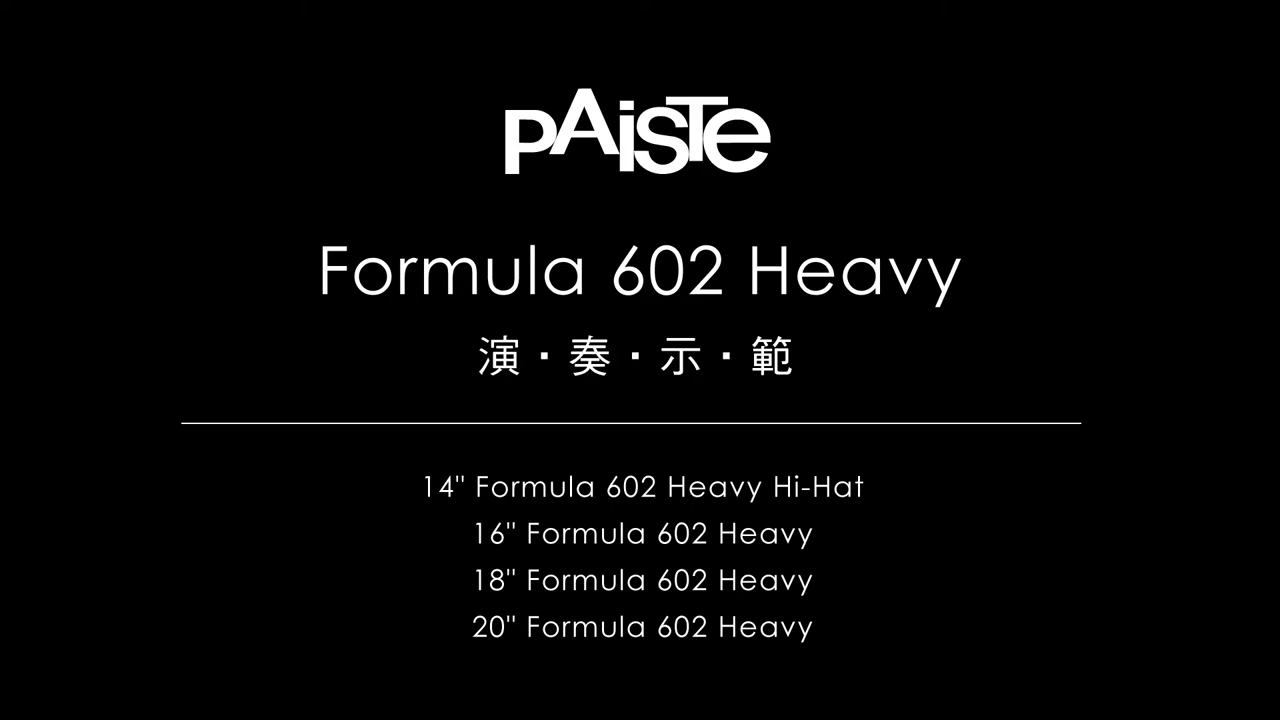 PAiSTe
Formula 602 Heavy
演·奏·示·範
14" Formula 602 Heavy Hi-Hat
16" Formula 602 Heavy
18" Formula 602 Heavy
20" Formula 602 Heavy